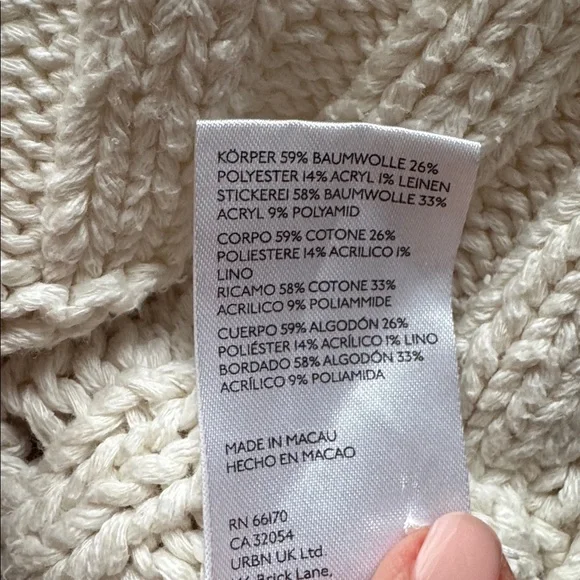 KÖRPER 59% BAUMWOLLE 26%
POLYESTER 14% ACRYL 1% LEINEN
STICKEREI 58% BAUMWOLLE 33%
ACRYL 9% POLYAMID
CORPO 59% COTONE 26%
POLIESTERE 14% ACRILICO 1%
LINO
RICAMO 58% COTONE 33%
ACRILICO 9% POLIAMMIDE
CUERPO 59% ALGODÓN 26%
POLIÉSTER 14% ACRÍLICO 1% LINO
BORDADO 58% ALGODÓN 33%
ACRÍLICO 9% POLIAMIDA
MADE IN MACAU
HECHO EN MACAO
RN 66170
CA 32054
URBN UK Ltd.
Brick Lane,